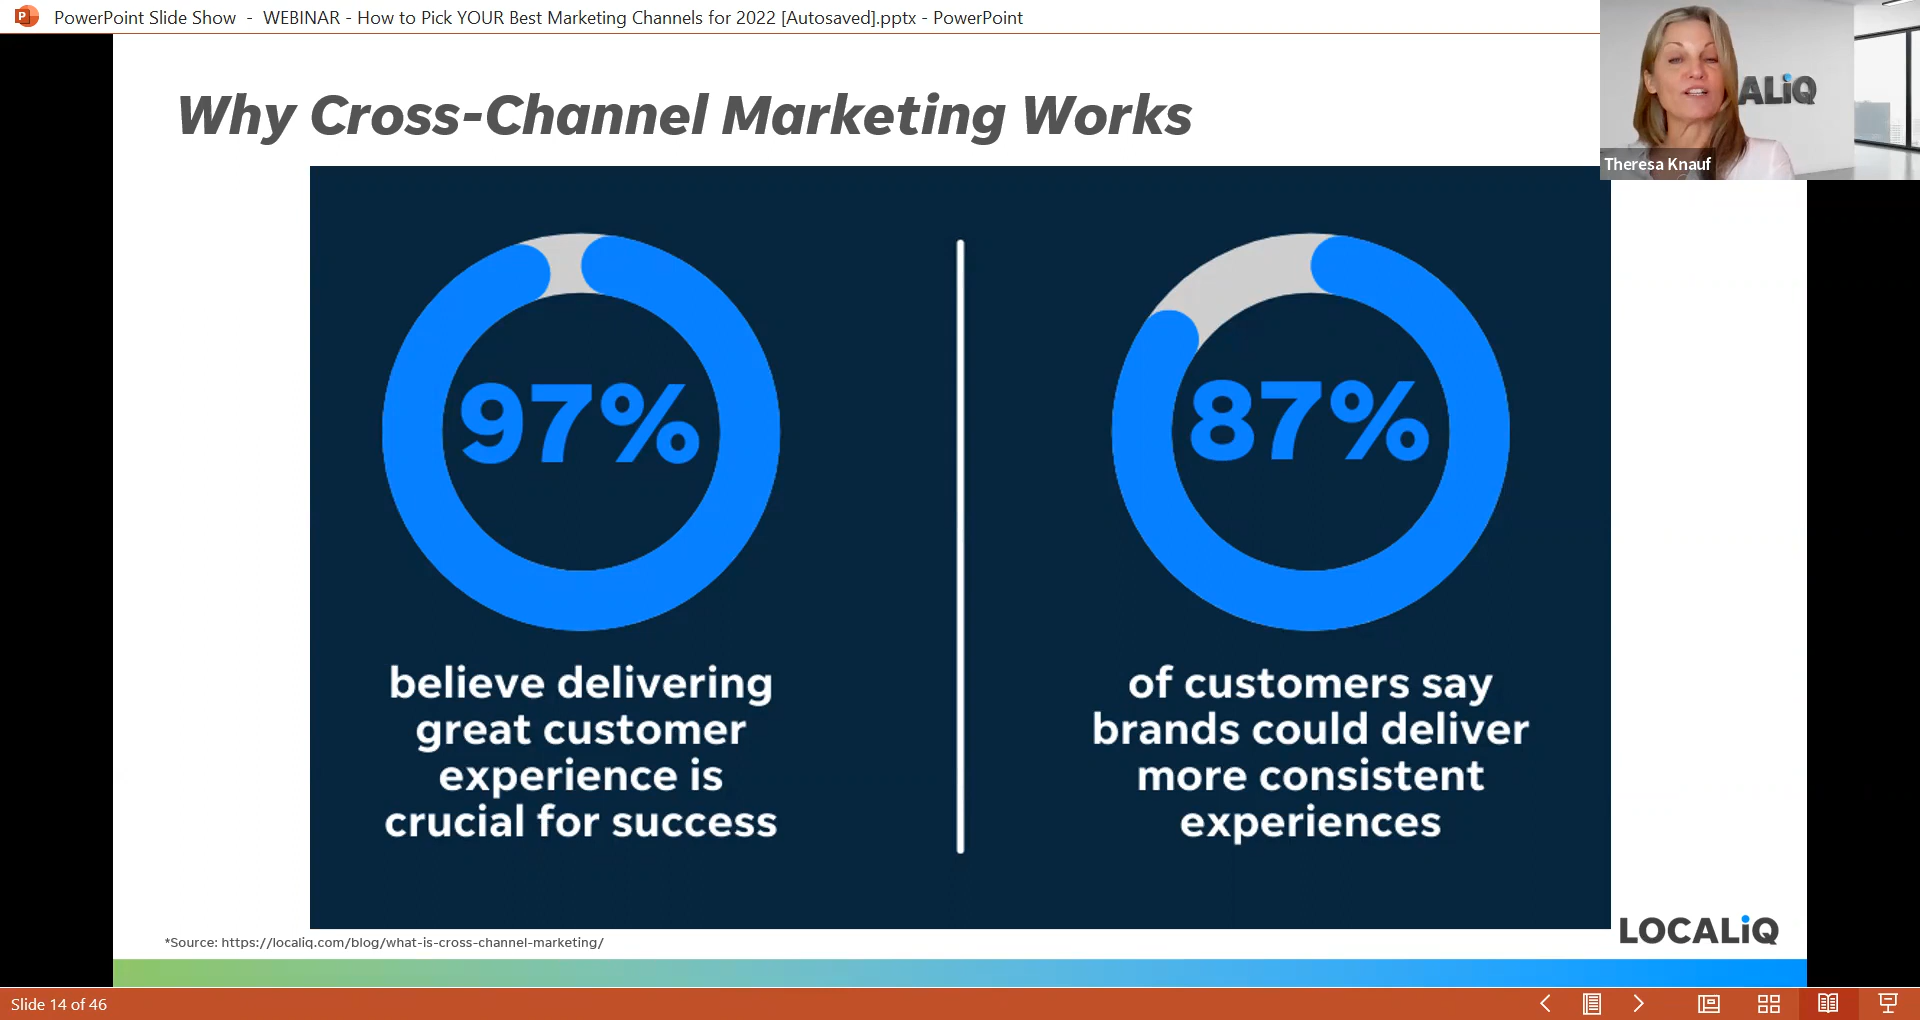 PowerPoint Slide Show - WEBINAR - How to Pick YOUR Best Marketing Channels for 2022 [Autosaved].pptx - PowerPoint
Why Cross-Channel Marketing Works
ALiQ
Theresa Knauf
97%
believe delivering
great customer
experience is
crucial for success
87%
of customers say
brands could deliver
more consistent
experiences
*Source: https://localiq.com/blog/what-is-cross-channel-marketing/
LOCALiQ
Slide 14 of 46